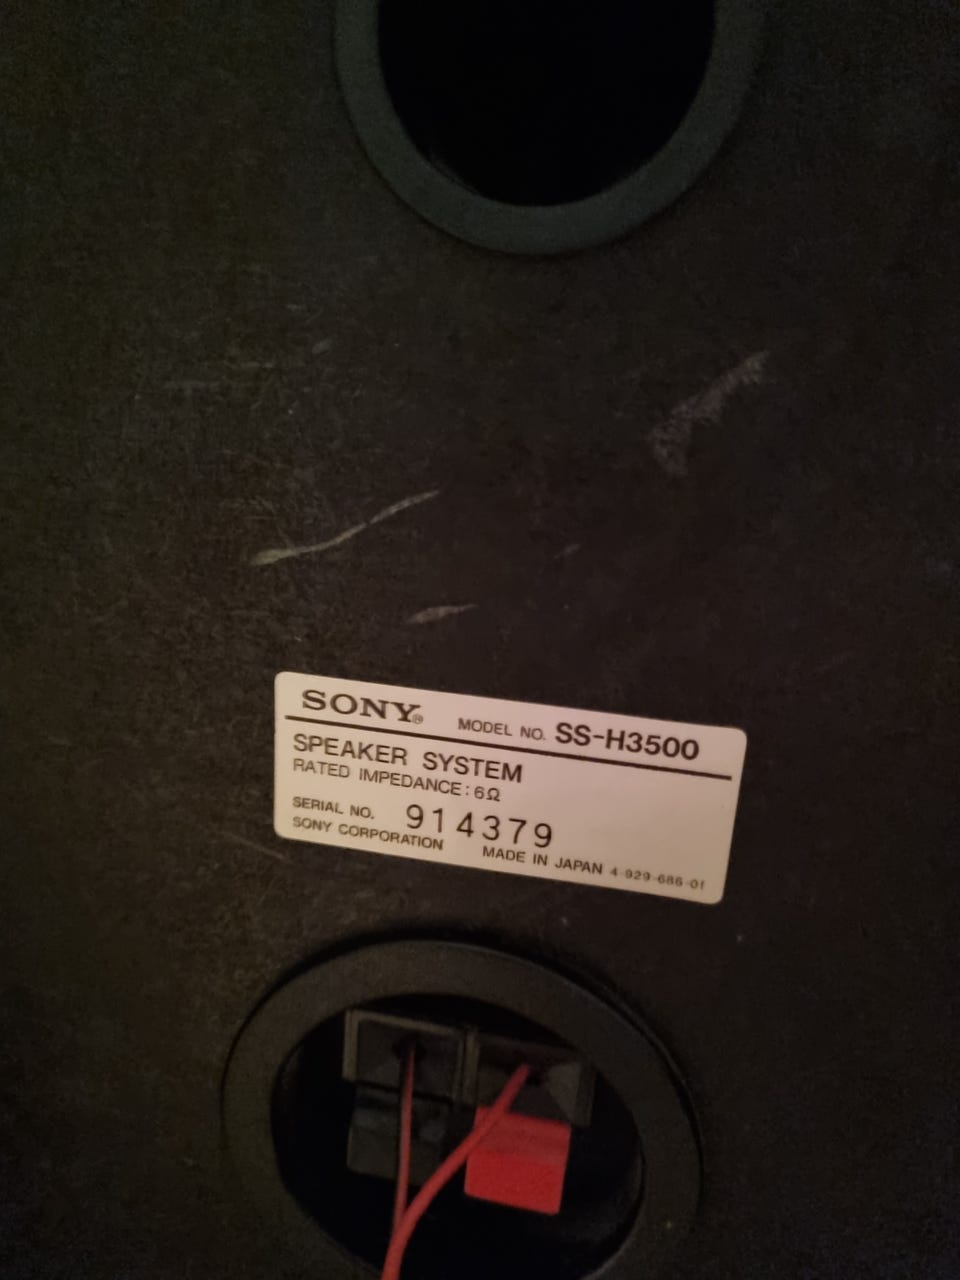 SONY® MODEL NO. SS-H3500
SPEAKER SYSTEM
RATED IMPEDANCE: 6Ω
SERIAL NO. 914379
SONY CORPORATION MADE IN JAPAN 4-929-686-01